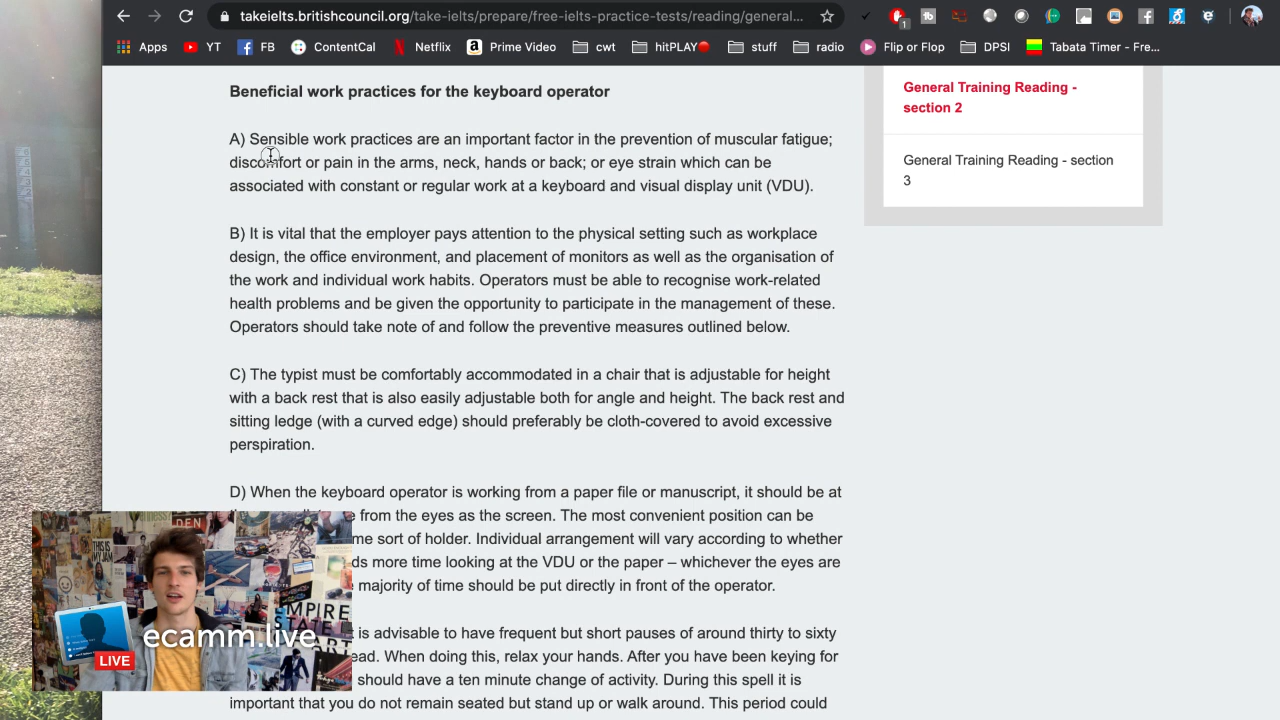 takeielts.britishcouncil.org/take-ielts/prepare/free-ielts-practice-tests/reading/general...
1
Apps YT FB ContentCal Netflix Prime Video cwt hitPLAY🔴 stuff radio Flip or Flop DPSI Tabata Timer - Fre...
Beneficial work practices for the keyboard operator
A) Sensible work practices are an important factor in the prevention of muscular fatigue;
discomfort or pain in the arms, neck, hands or back; or eye strain which can be
associated with constant or regular work at a keyboard and visual display unit (VDU).
B) It is vital that the employer pays attention to the physical setting such as workplace
design, the office environment, and placement of monitors as well as the organisation of
the work and individual work habits. Operators must be able to recognise work-related
health problems and be given the opportunity to participate in the management of these.
Operators should take note of and follow the preventive measures outlined below.
C) The typist must be comfortably accommodated in a chair that is adjustable for height
with a back rest that is also easily adjustable both for angle and height. The back rest and
sitting ledge (with a curved edge) should preferably be cloth-covered to avoid excessive
perspiration.
D) When the keyboard operator is working from a paper file or manuscript, it should be at
from the eyes as the screen. The most convenient position can be
me sort of holder. Individual arrangement will vary according to whether
ds more time looking at the VDU or the paper – whichever the eyes are
majority of time should be put directly in front of the operator.
is advisable to have frequent but short pauses of around thirty to sixty
ead. When doing this, relax your hands. After you have been keying for
should have a ten minute change of activity. During this spell it is
important that you do not remain seated but stand up or walk around. This period could
General Training Reading -
section 2
General Training Reading - section
3
DEN
THIS IS
MY JAM
EMPIRE
STATE
ecamm.live
LIVE